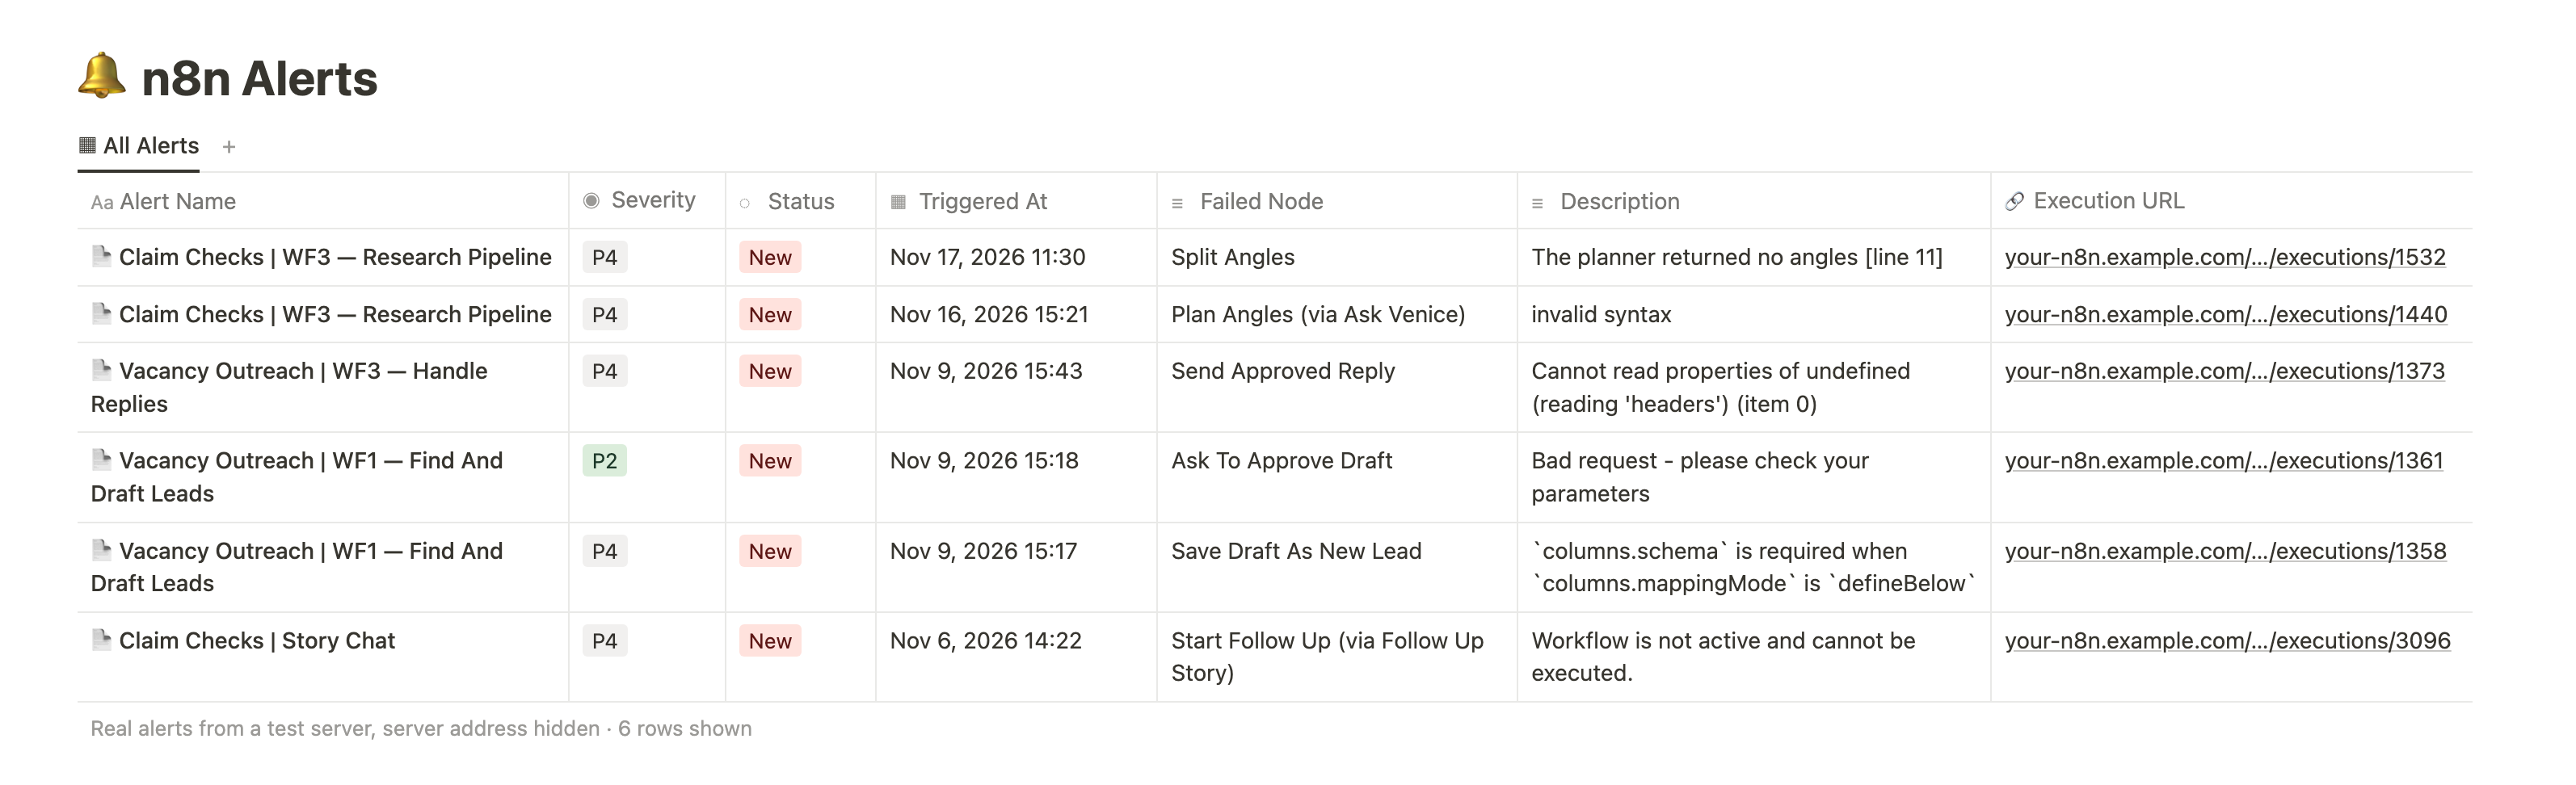 n8n Alerts
All Alerts +
Aa Alert Name Severity Status Triggered At Failed Node Description Execution URL
Claim Checks | WF3 — Research Pipeline P4 New Nov 17, 2026 11:30 Split Angles The planner returned no angles [line 11] your-n8n.example.com/.../executions/1532
Claim Checks | WF3 — Research Pipeline P4 New Nov 16, 2026 15:21 Plan Angles (via Ask Venice) invalid syntax your-n8n.example.com/.../executions/1440
Vacancy Outreach | WF3 — Handle P4 New Nov 9, 2026 15:43 Send Approved Reply Cannot read properties of undefined your-n8n.example.com/.../executions/1373
Replies (reading 'headers') (item 0)
Vacancy Outreach | WF1 — Find And P2 New Nov 9, 2026 15:18 Ask To Approve Draft Bad request - please check your your-n8n.example.com/.../executions/1361
Draft Leads parameters
Vacancy Outreach | WF1 — Find And P4 New Nov 9, 2026 15:17 Save Draft As New Lead `columns.schema` is required when your-n8n.example.com/.../executions/1358
Draft Leads `columns.mappingMode` is `defineBelow`
Claim Checks | Story Chat P4 New Nov 6, 2026 14:22 Start Follow Up (via Follow Up Workflow is not active and cannot be your-n8n.example.com/.../executions/3096
Story) executed.
Real alerts from a test server, server address hidden · 6 rows shown